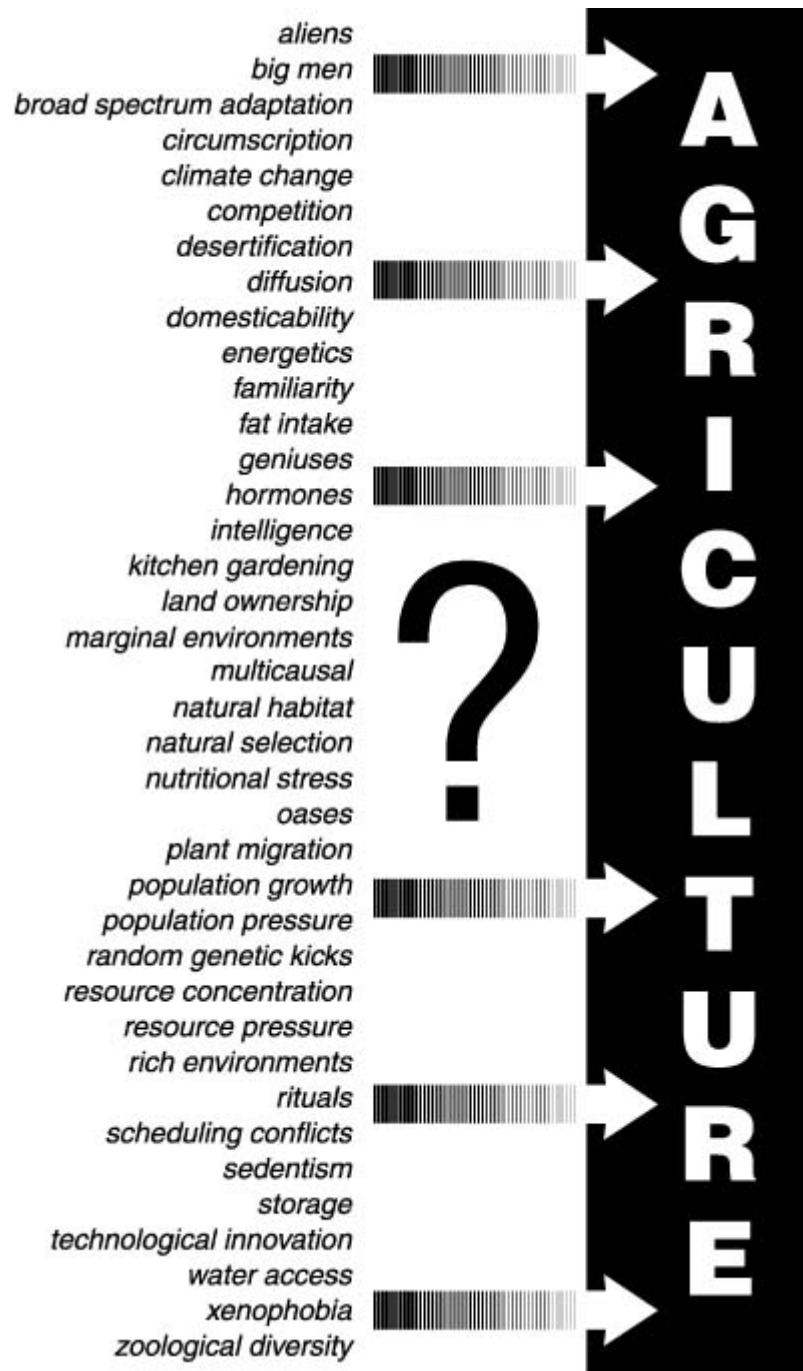 aliens
big men
broad spectrum adaptation
circumscription
climate change
competition
desertification
diffusion
domesticability
energetics
familiarity
fat intake
geniuses
hormones
intelligence
kitchen gardening
land ownership
marginal environments
multicausal
natural habitat
natural selection
nutritional stress
oases
plant migration
population growth
population pressure
random genetic kicks
resource concentration
resource pressure
rich environments
rituals
scheduling conflicts
sedentism
storage
technological innovation
water access
xenophobia
zoological diversity
?
AGRICULTURE